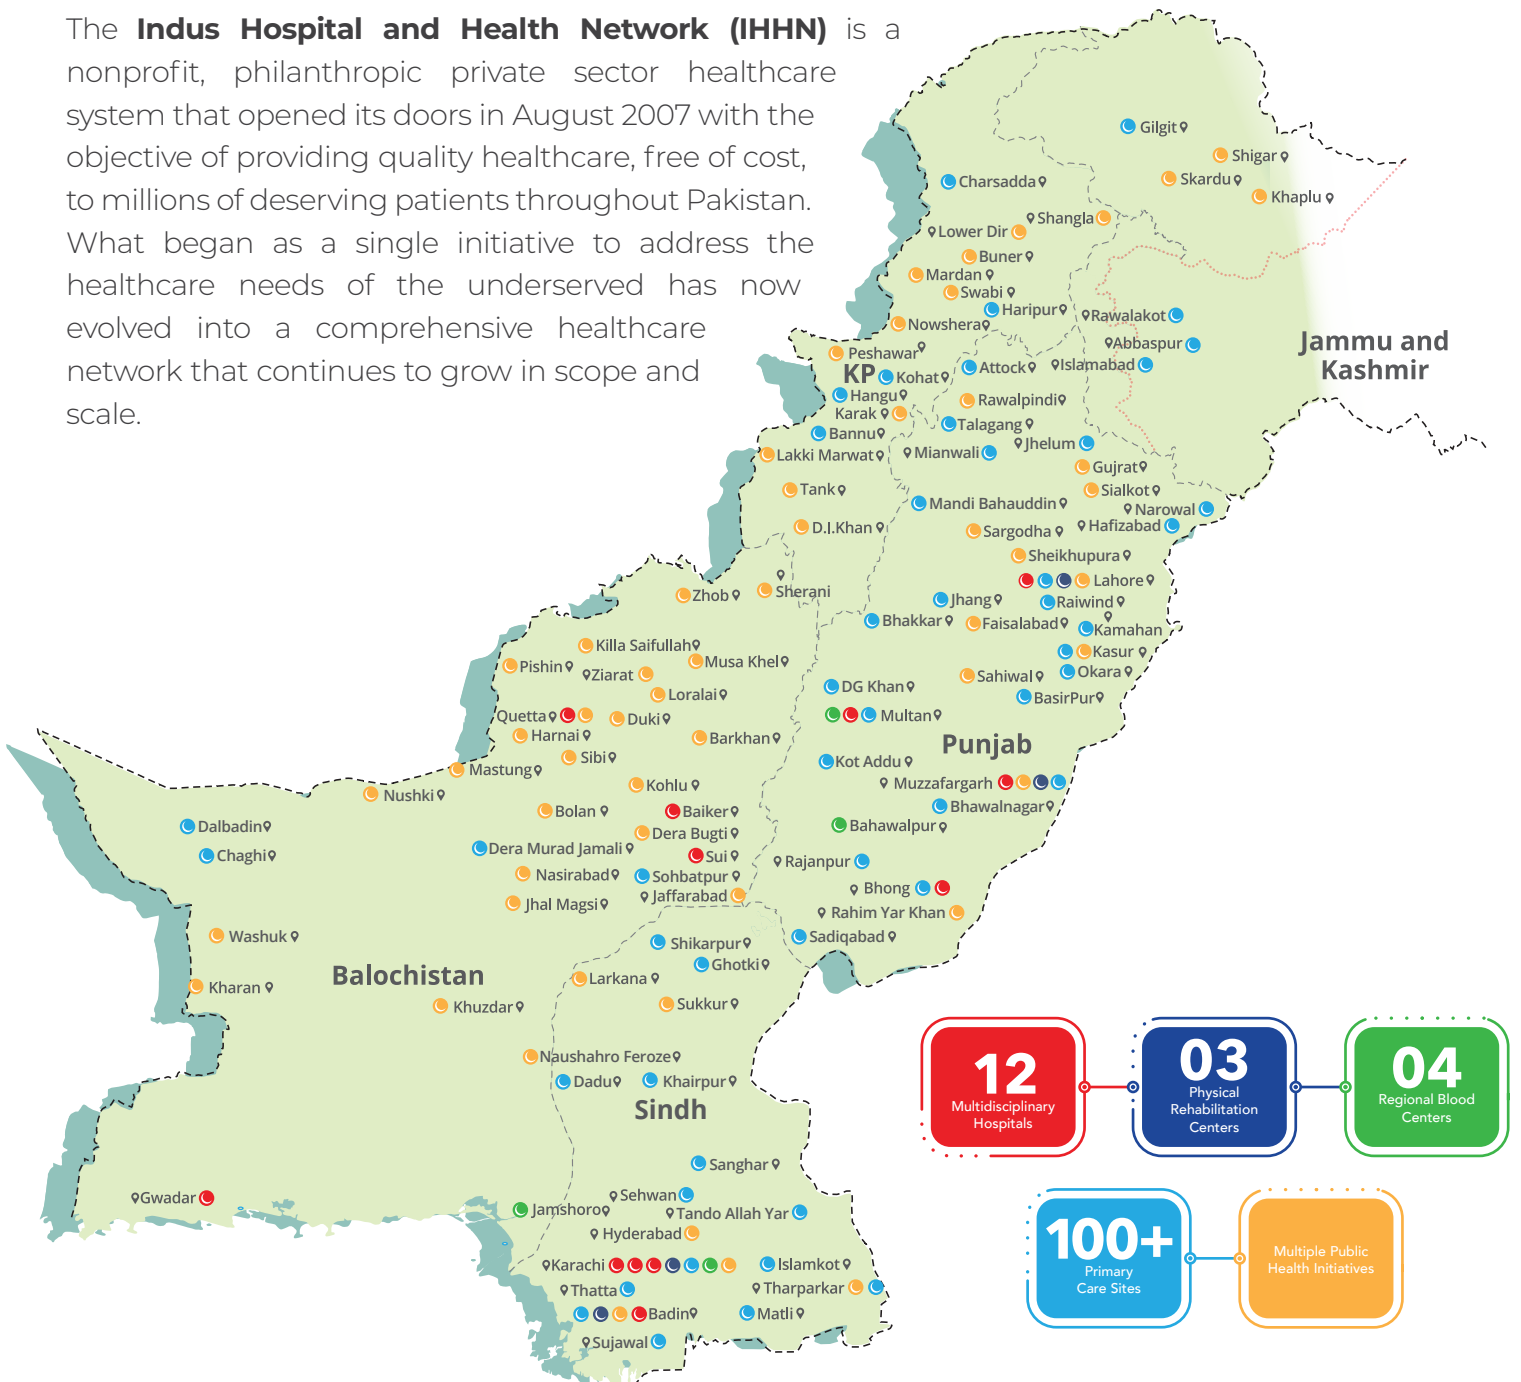 The Indus Hospital and Health Network (IHHN) is a
nonprofit, philanthropic private sector healthcare
system that opened its doors in August 2007 with the
objective of providing quality healthcare, free of cost,
to millions of deserving patients throughout Pakistan.
What began as a single initiative to address the
healthcare needs of the underserved has now
evolved into a comprehensive healthcare
network that continues to grow in scope and
scale.
Gilgit
Shigar
Skardu
Khaplu
Charsadda
Shangla
Lower Dir
Buner
Mardan
Swabi
Haripur
Rawalakot
Nowshera
Abbaspur
Jammu and
Kashmir
Peshawar
KP
Kohat
Attock
Islamabad
Hangu
Rawalpindi
Karak
Talagang
Bannu
Jhelum
Lakki Marwat
Mianwali
Gujrat
Tank
Sialkot
Mandi Bahauddin
Narowal
D.I.Khan
Sargodha
Hafizabad
Sheikhupura
Lahore
Zhob
Sherani
Jhang
Raiwind
Bhakkar
Faisalabad
Kamahan
Killa Saifullah
Kasur
Pishin
Ziarat
Musa Khel
Sahiwal
Okara
Loralai
DG Khan
BasirPur
Quetta
Duki
Multan
Harnai
Barkhan
Punjab
Sibi
Kot Addu
Mastung
Muzzafargarh
Nushki
Kohlu
Bhawalnagar
Bolan
Baiker
Bahawalpur
Dalbadin
Dera Bugti
Chaghi
Dera Murad Jamali
Sui
Rajanpur
Nasirabad
Sohbatpur
Bhong
Jhal Magsi
Jaffarabad
Rahim Yar Khan
Washuk
Shikarpur
Sadiqabad
Balochistan
Ghotki
Kharan
Larkana
Khuzdar
Sukkur
Naushahro Feroze
Dadu
Khairpur
Sindh
Sanghar
Gwadar
Sehwan
Jamshoro
Tando Allah Yar
Hyderabad
Karachi
Islamkot
Thatta
Tharparkar
Badin
Matli
Sujawal
12
Multidisciplinary
Hospitals
03
Physical
Rehabilitation
Centers
04
Regional Blood
Centers
100+
Primary
Care Sites
Multiple Public
Health Initiatives